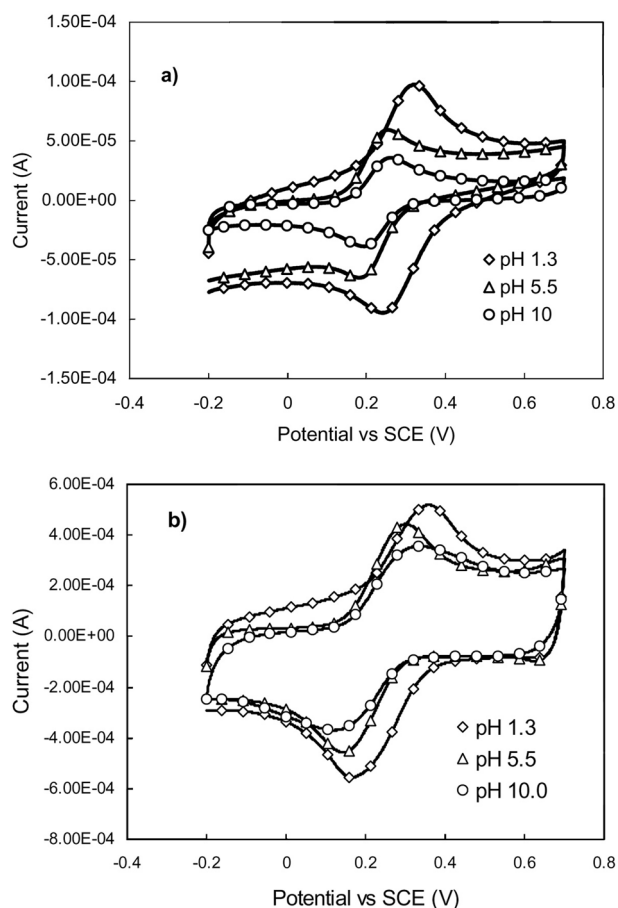 1.50E-04
a)
1.00E-04
5.00E-05
0.00E+00
-5.00E-05
-1.00E-04
-1.50E-04
Current (A)
pH 1.3
pH 5.5
pH 10
-0.4 -0.2 0 0.2 0.4 0.6 0.8
Potential vs SCE (V)
6.00E-04
b)
4.00E-04
2.00E-04
0.00E+00
-2.00E-04
-4.00E-04
-6.00E-04
-8.00E-04
Current (A)
pH 1.3
pH 5.5
pH 10.0
-0.4 -0.2 0 0.2 0.4 0.6 0.8
Potential vs SCE (V)